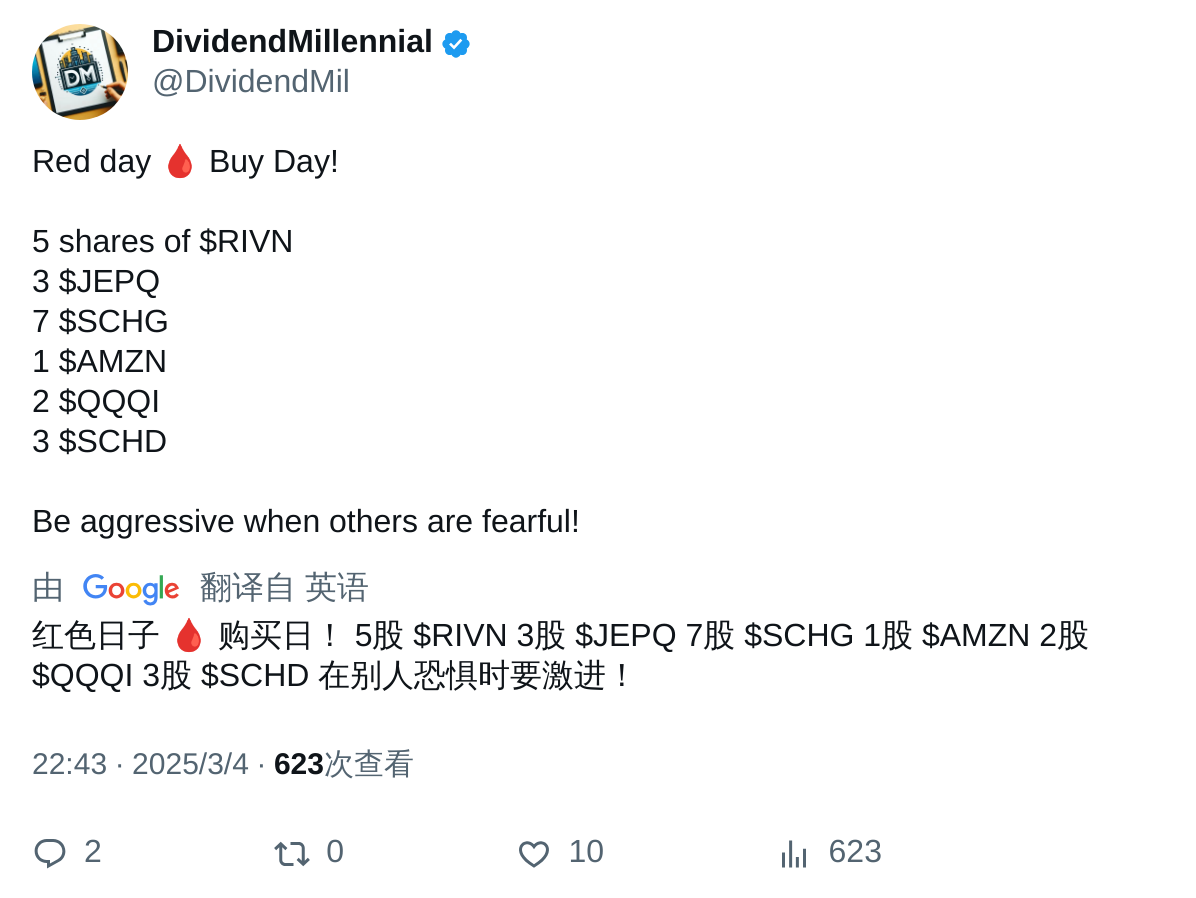 DividendMillennial
@DividendMil
Red day 🩸 Buy Day!
5 shares of $RIVN
3 $JEPQ
7 $SCHG
1 $AMZN
2 $QQQI
3 $SCHD
Be aggressive when others are fearful!
由 Google 翻译自 英语
红色日子 🩸 购买日！ 5股 $RIVN 3股 $JEPQ 7股 $SCHG 1股 $AMZN 2股
$QQQI 3股 $SCHD 在别人恐惧时要激进！
22:43 · 2025/3/4 · 623次查看
2 0 10 623
DM